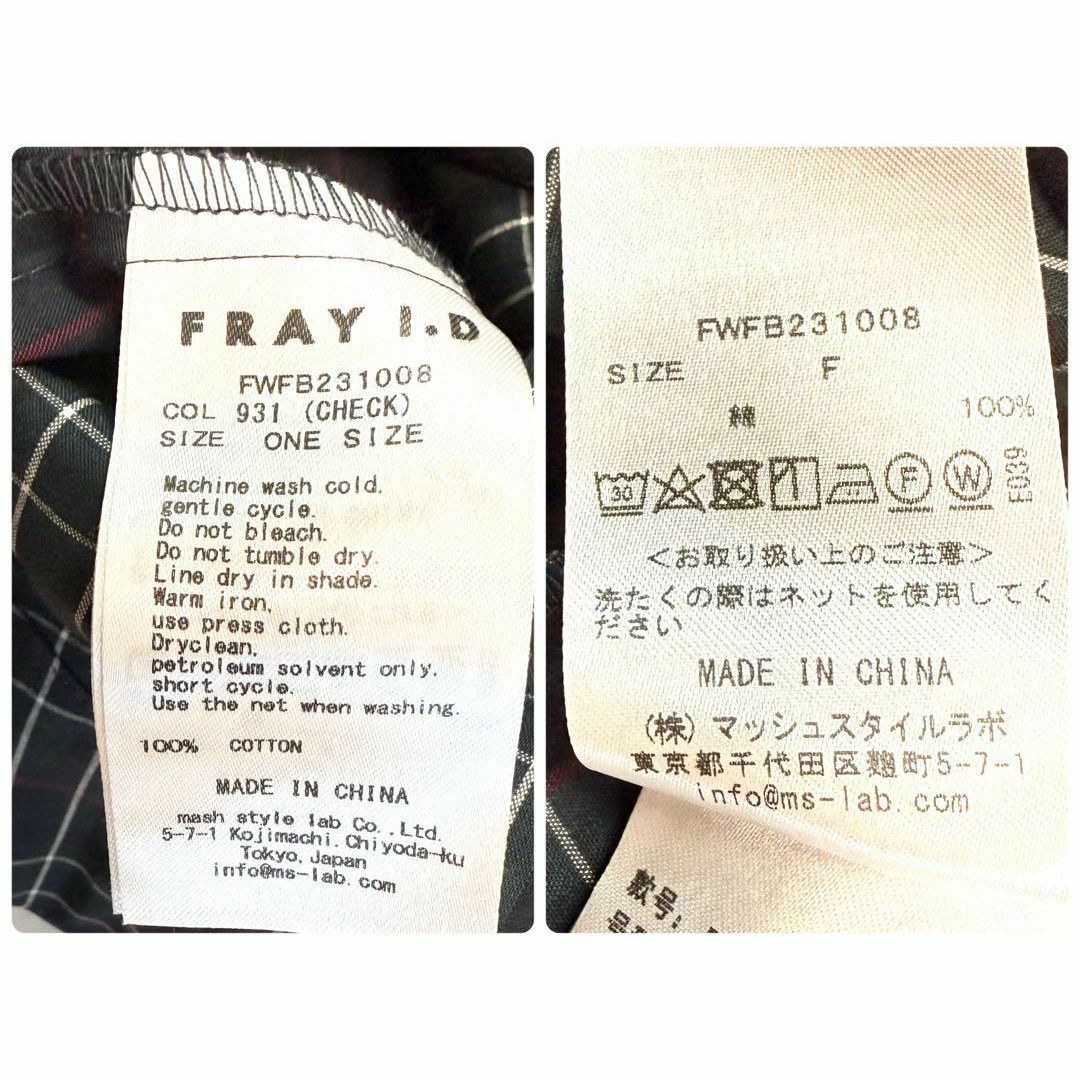 FRAY I.D
FWFB231008
COL 931 (CHECK)
SIZE ONE SIZE
Machine wash cold.
gentle cycle.
Do not bleach.
Do not tumble dry.
Line dry in shade.
Warm iron,
use press cloth.
Dryclean,
petroleum solvent only.
short cycle.
Use the net when washing.
100% COTTON
MADE IN CHINA
mash style lab Co.,Ltd.
5-7-1 Kojimachi,Chiyoda-ku
Tokyo,Japan
info@ms-lab.com
FWFB231008
SIZE F
綿 100%
30 F W E039
<お取り扱い上のご注意>
洗たくの際はネットを使用してく
ださい
MADE IN CHINA
(株)マッシュスタイルラボ
東京都千代田区麹町5-7-1
info@ms-lab.com
款号: